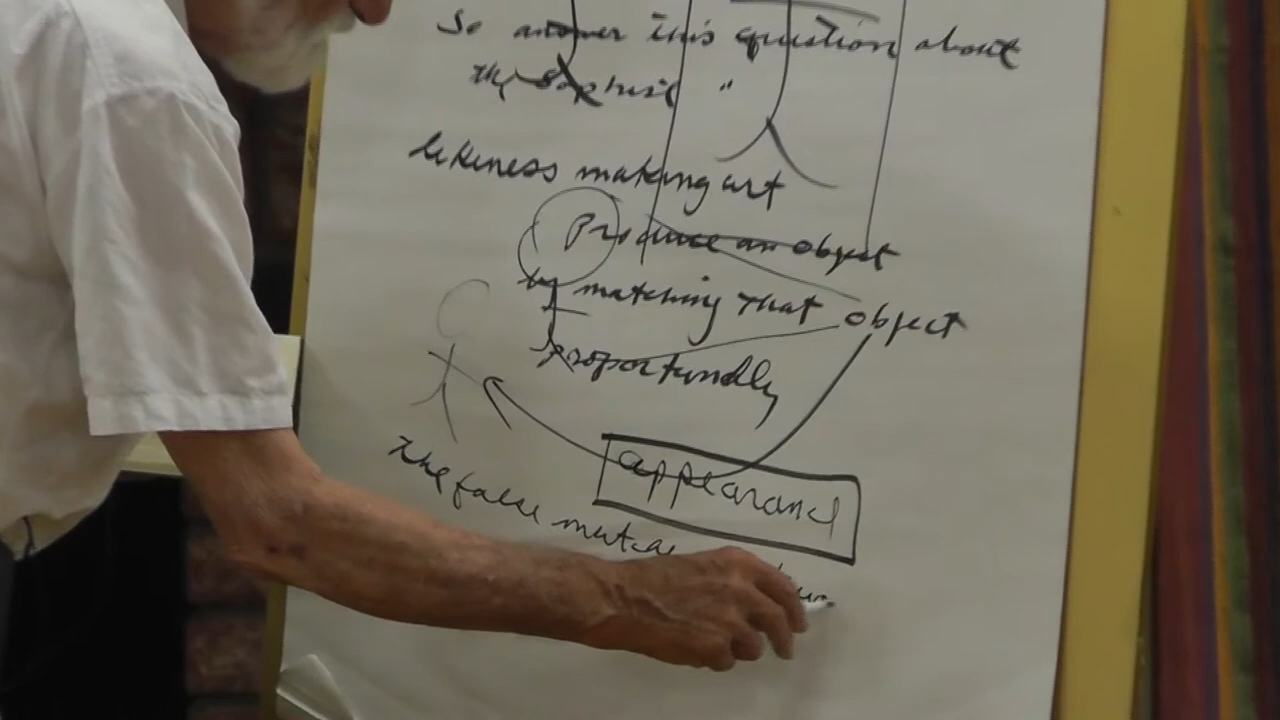 So answer this question about
the Sophist "
likeness making art
Produce an object
by matching that object
proportundly
appearance
The false